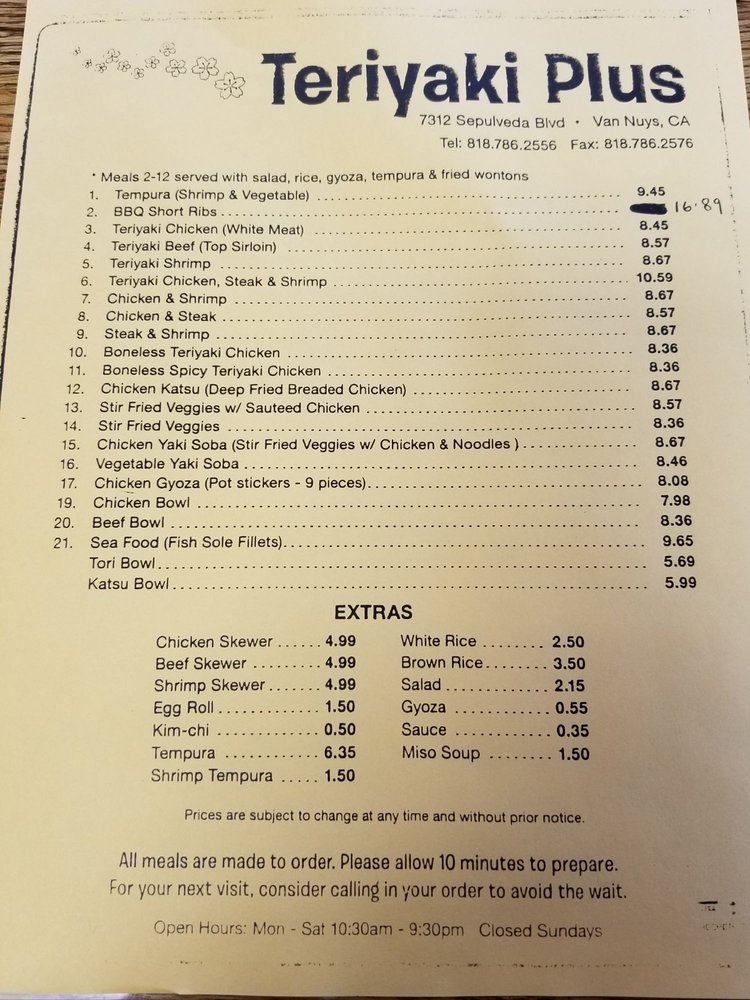 Teriyaki Plus
7312 Sepulveda Blvd • Van Nuys, CA
Tel: 818.786.2556 Fax: 818.786.2576
* Meals 2-12 served with salad, rice, gyoza, tempura & fried wontons
1. Tempura (Shrimp & Vegetable) 9.45
2. BBQ Short Ribs 16.89
3. Teriyaki Chicken (White Meat) 8.45
4. Teriyaki Beef (Top Sirloin) 8.57
5. Teriyaki Shrimp 8.67
6. Teriyaki Chicken, Steak & Shrimp 10.59
7. Chicken & Shrimp 8.67
8. Chicken & Steak 8.57
9. Steak & Shrimp 8.67
10. Boneless Teriyaki Chicken 8.36
11. Boneless Spicy Teriyaki Chicken 8.36
12. Chicken Katsu (Deep Fried Breaded Chicken) 8.67
13. Stir Fried Veggies w/ Sauteed Chicken 8.57
14. Stir Fried Veggies 8.36
15. Chicken Yaki Soba (Stir Fried Veggies w/ Chicken & Noodles ) 8.67
16. Vegetable Yaki Soba 8.46
17. Chicken Gyoza (Pot stickers - 9 pieces) 8.08
19. Chicken Bowl 7.98
20. Beef Bowl 8.36
21. Sea Food (Fish Sole Fillets) 9.65
Tori Bowl 5.69
Katsu Bowl 5.99
EXTRAS
Chicken Skewer 4.99
Beef Skewer 4.99
Shrimp Skewer 4.99
Egg Roll 1.50
Kim-chi 0.50
Tempura 6.35
Shrimp Tempura 1.50
White Rice 2.50
Brown Rice 3.50
Salad 2.15
Gyoza 0.55
Sauce 0.35
Miso Soup 1.50
Prices are subject to change at any time and without prior notice.
All meals are made to order. Please allow 10 minutes to prepare.
For your next visit, consider calling in your order to avoid the wait.
Open Hours: Mon - Sat 10:30am - 9:30pm Closed Sundays